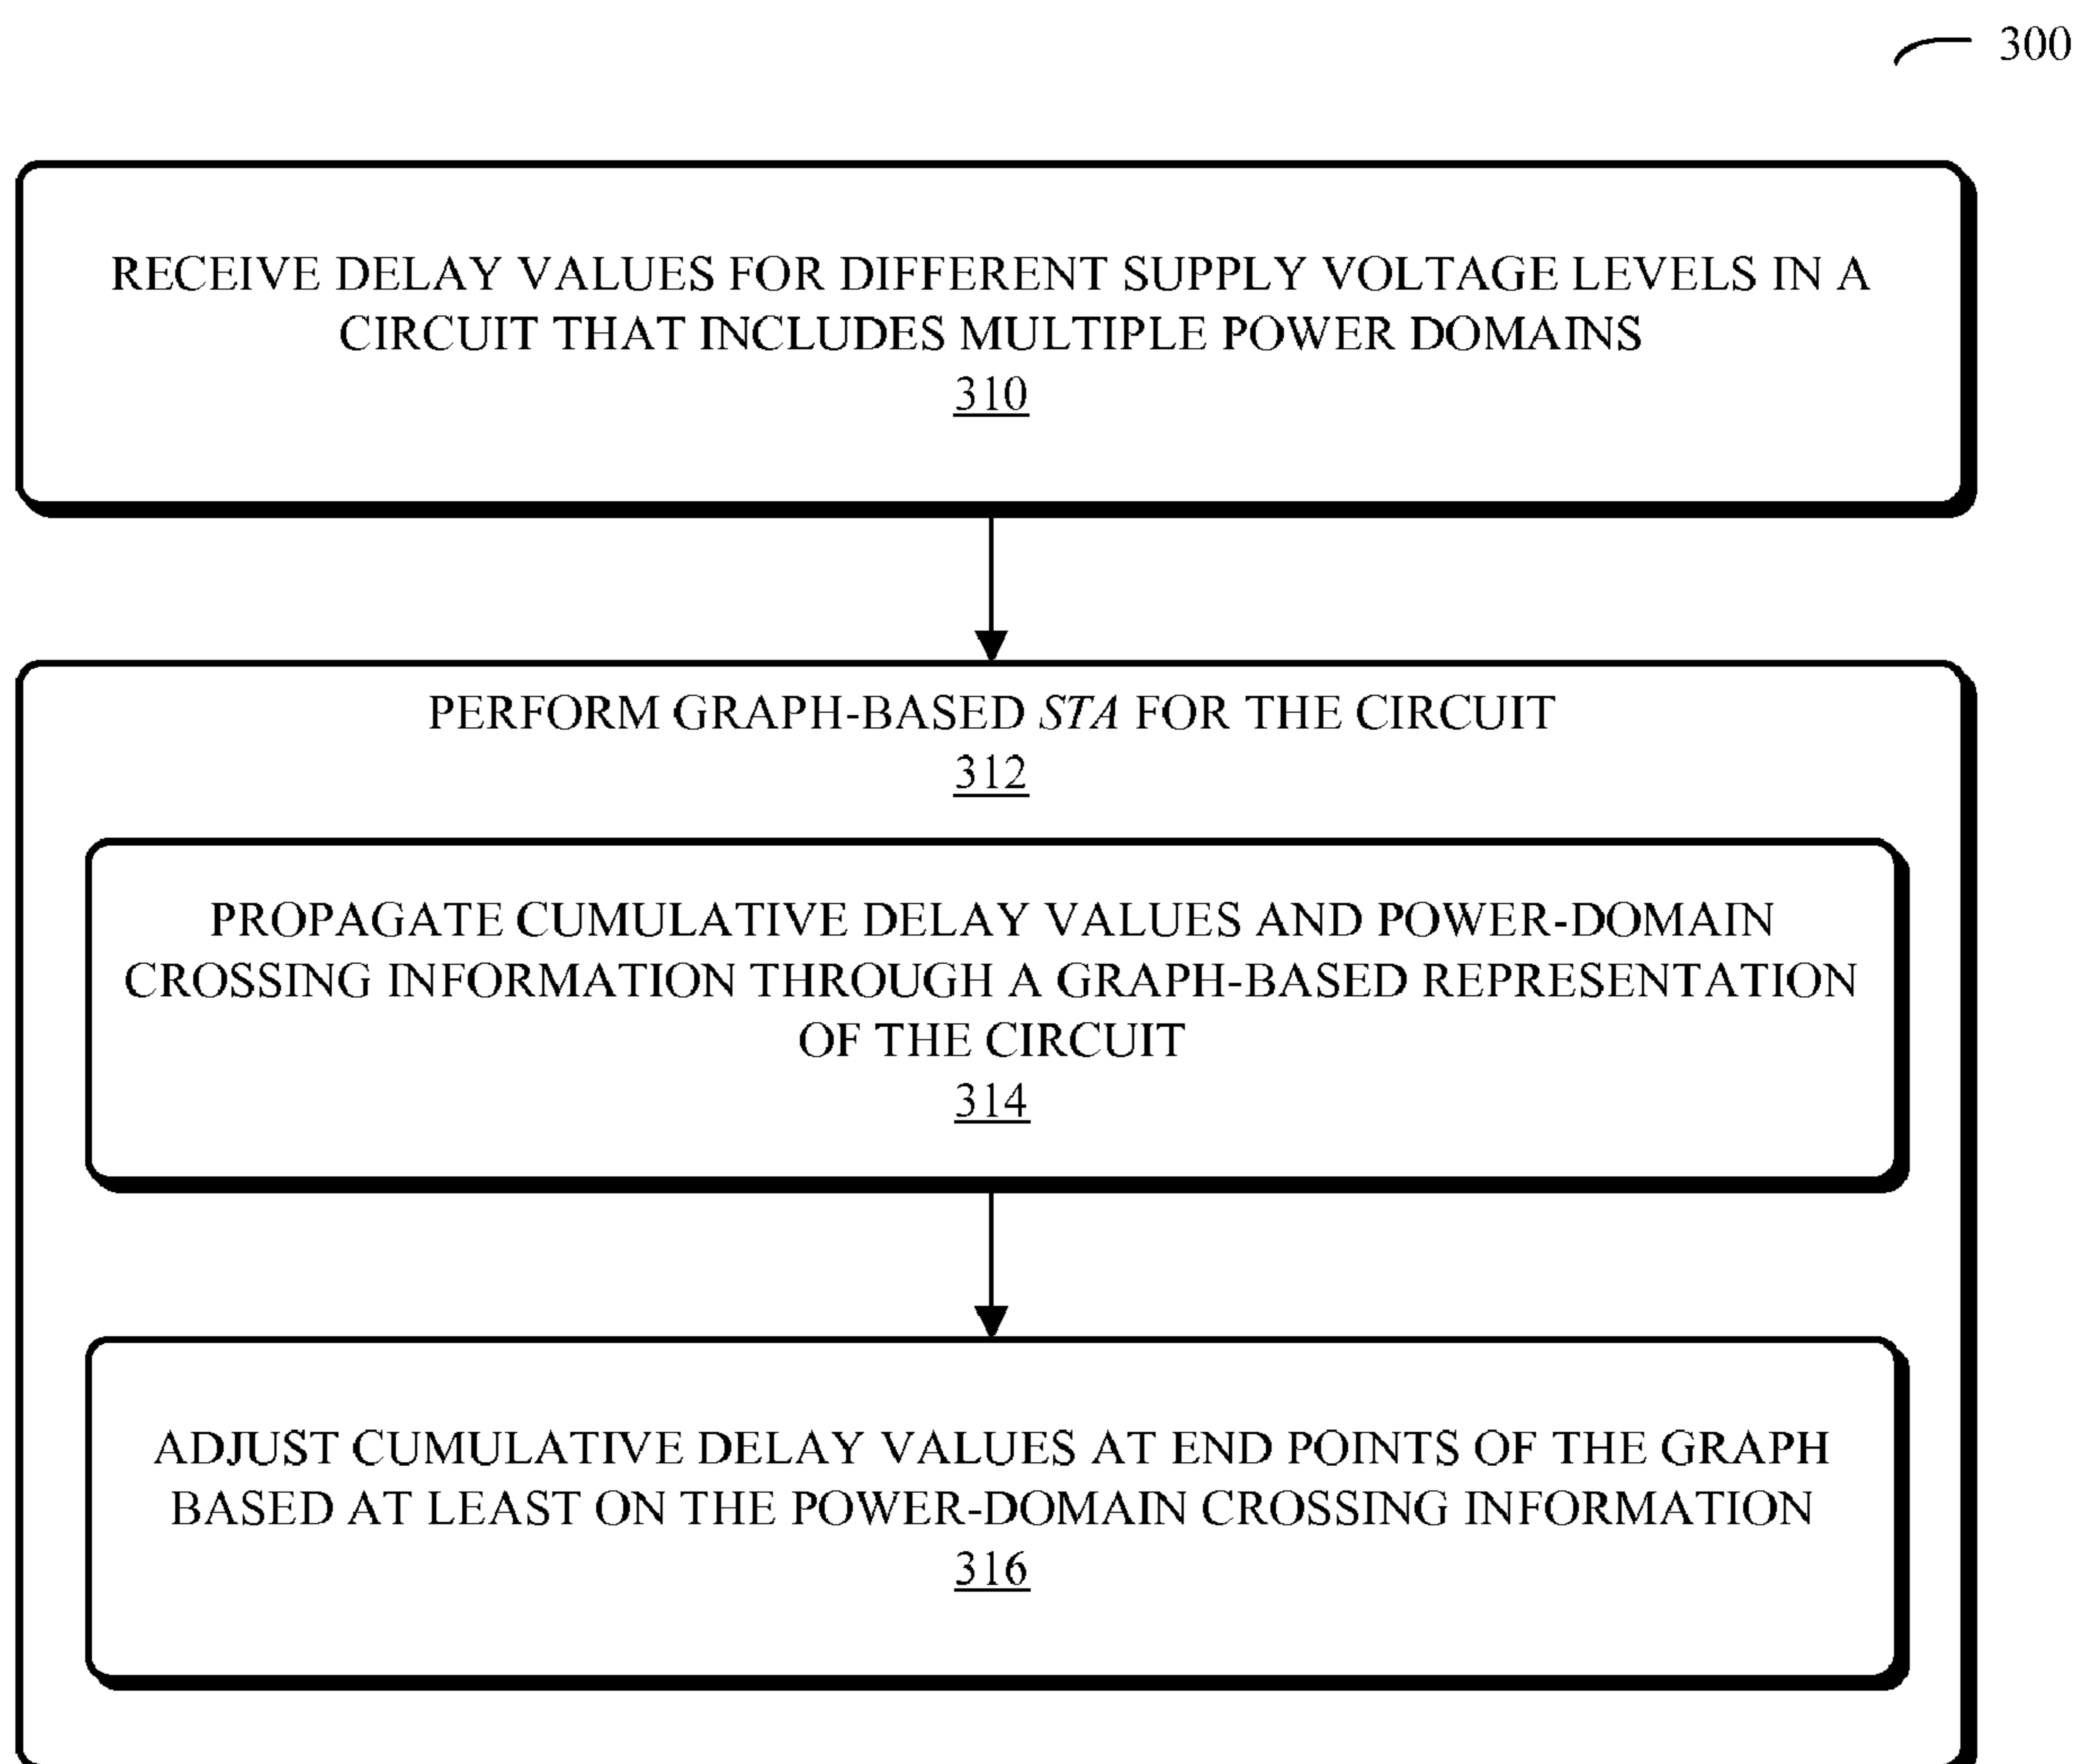 300
RECEIVE DELAY VALUES FOR DIFFERENT SUPPLY VOLTAGE LEVELS IN A
CIRCUIT THAT INCLUDES MULTIPLE POWER DOMAINS
310
PERFORM GRAPH-BASED STA FOR THE CIRCUIT
312
PROPAGATE CUMULATIVE DELAY VALUES AND POWER-DOMAIN
CROSSING INFORMATION THROUGH A GRAPH-BASED REPRESENTATION
OF THE CIRCUIT
314
ADJUST CUMULATIVE DELAY VALUES AT END POINTS OF THE GRAPH
BASED AT LEAST ON THE POWER-DOMAIN CROSSING INFORMATION
316